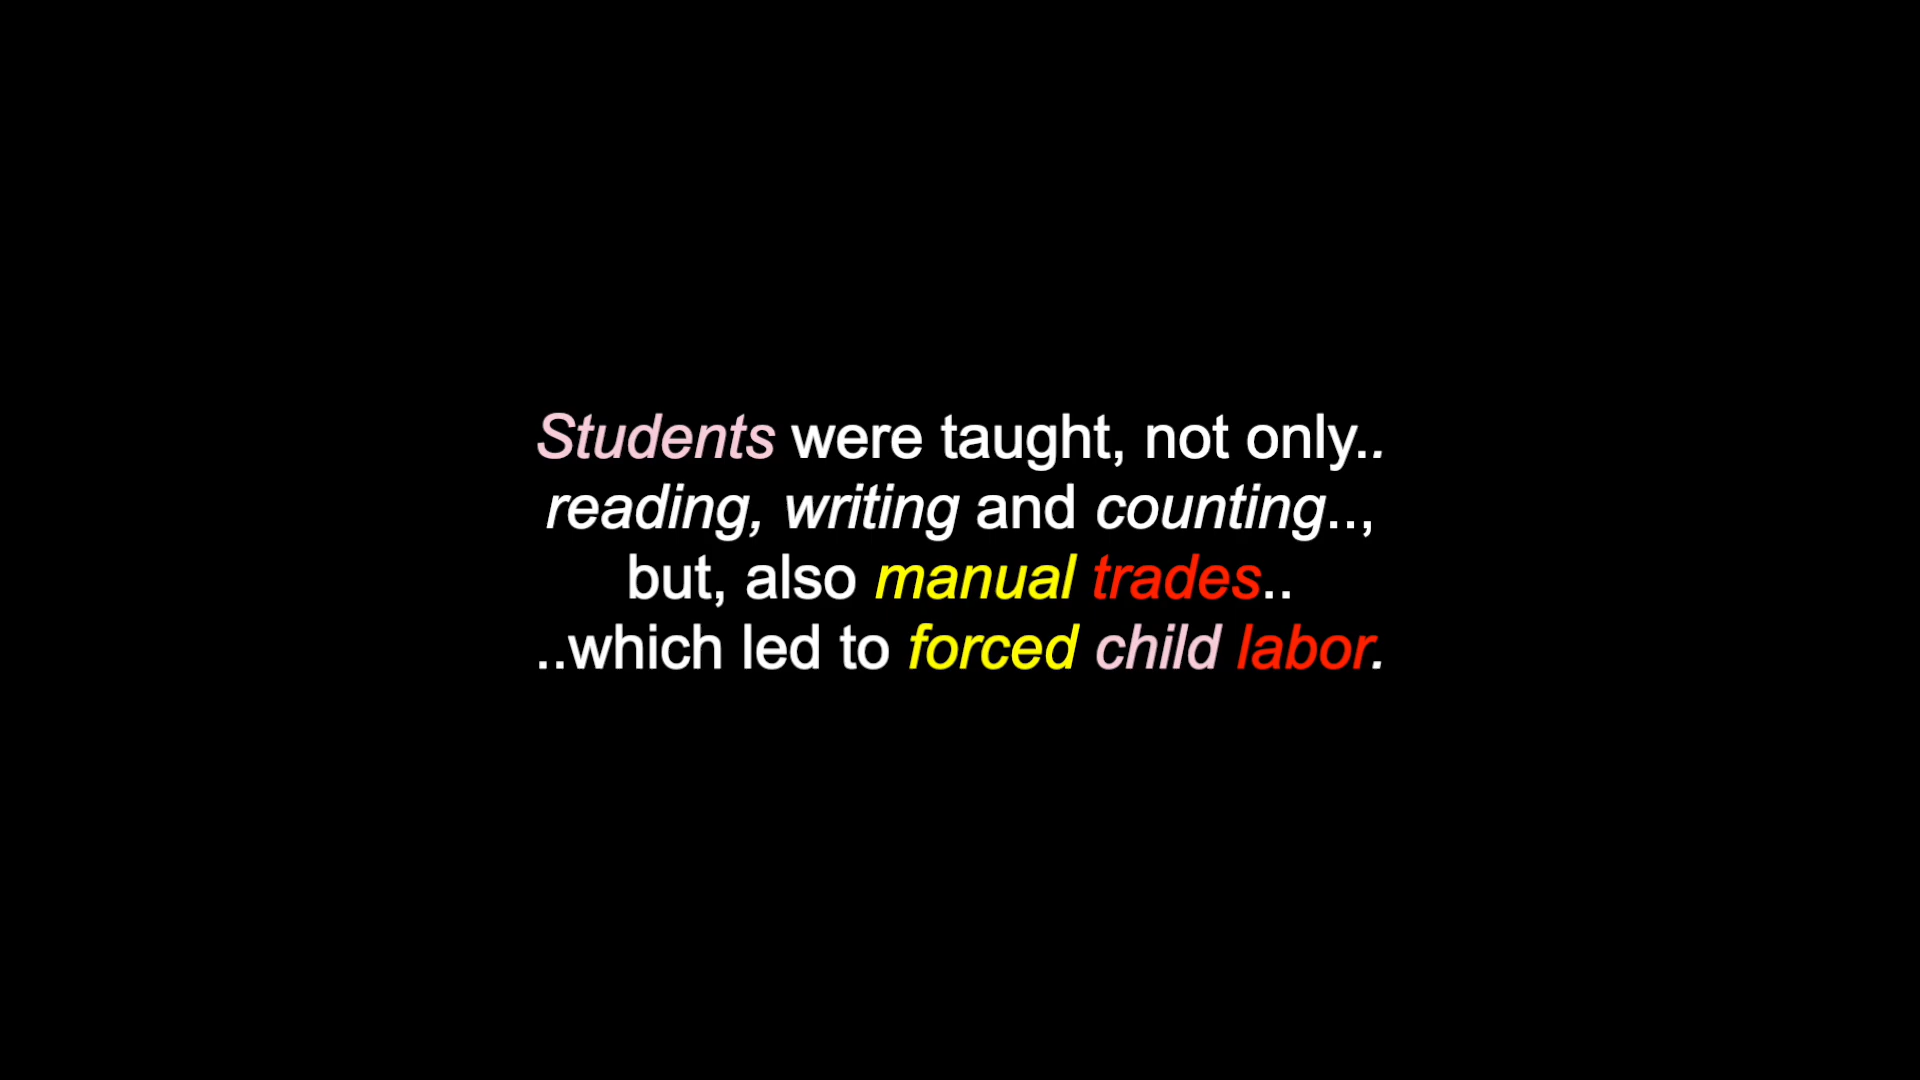 Students were taught, not only..
reading, writing and counting..,
but, also manual trades..
..which led to forced child labor.